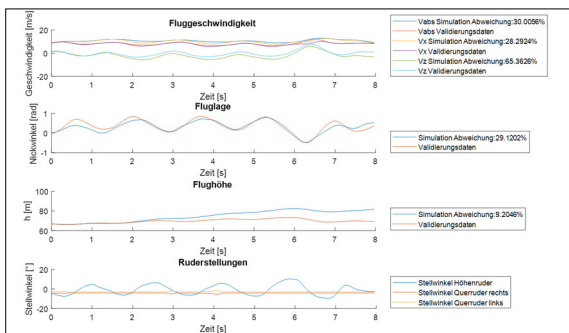 Fluggeschwindigkeit
Geschwindigkeit [m/s]
20
0
-20
0 1 2 3 4 5 6 7 8
Zeit [s]
Vabs Simulation Abweichung:30.0056%
Vabs Validierungsdaten
Vx Simulation Abweichung:28.2924%
Vx Validierungsdaten
Vz Simulation Abweichung:65.3626%
Vz Validierungsdaten
Fluglage
Nickwinkel [rad]
1
0
-1
0 1 2 3 4 5 6 7 8
Zeit [s]
Simulation Abweichung:29.1202%
Validierungsdaten
Flughöhe
h [m]
100
80
60
0 1 2 3 4 5 6 7 8
Zeit [s]
Simulation Abweichung:9.2046%
Validierungsdaten
Ruderstellungen
Stellwinkel [°]
20
0
-20
0 1 2 3 4 5 6 7 8
Zeit [s]
Stellwinkel Höhenruder
Stellwinkel Querruder rechts
Stellwinkel Querruder links